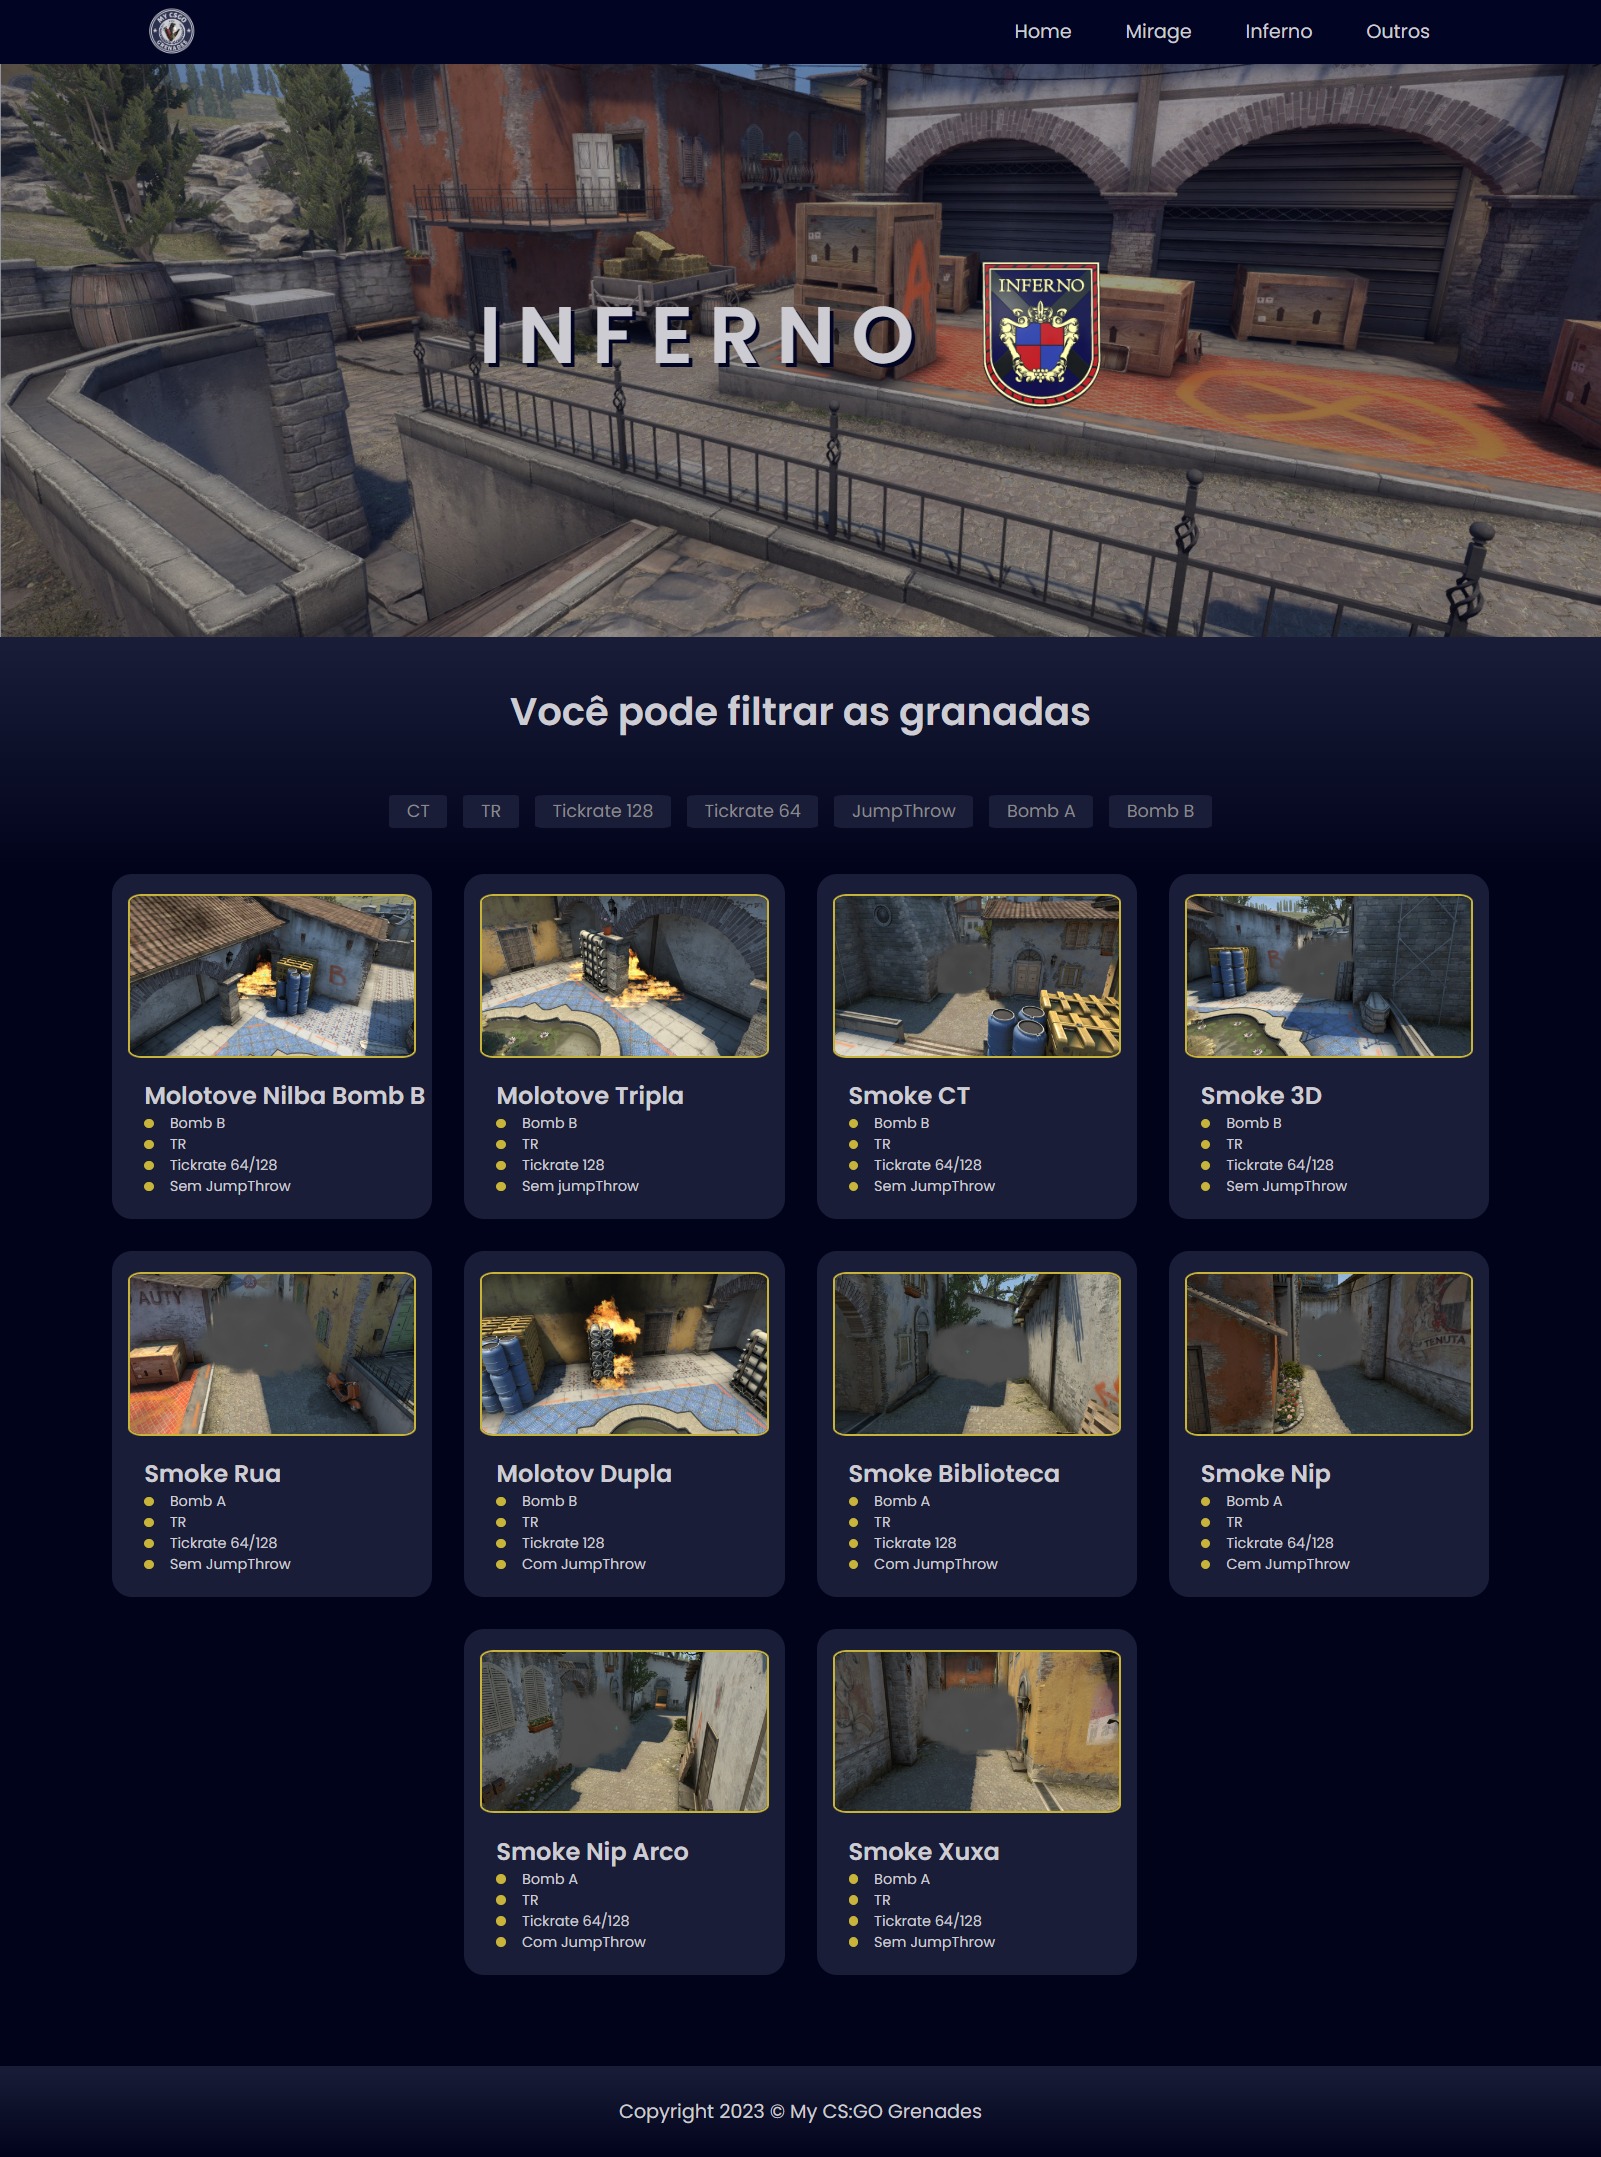 MY CSGO
GRENADES
Home
Mirage
Inferno
Outros
INFERNO
INFERNO
A
Você pode filtrar as granadas
CT
TR
Tickrate 128
Tickrate 64
JumpThrow
Bomb A
Bomb B
B
Molotove Nilba Bomb B
Bomb B
TR
Tickrate 64/128
Sem JumpThrow
Molotove Tripla
Bomb B
TR
Tickrate 128
Sem jumpThrow
Smoke CT
Bomb B
TR
Tickrate 64/128
Sem JumpThrow
Smoke 3D
Bomb B
TR
Tickrate 64/128
Sem JumpThrow
AUTY
Smoke Rua
Bomb A
TR
Tickrate 64/128
Sem JumpThrow
Molotov Dupla
Bomb B
TR
Tickrate 128
Com JumpThrow
Smoke Biblioteca
Bomb A
TR
Tickrate 128
Com JumpThrow
TENUTA
Smoke Nip
Bomb A
TR
Tickrate 64/128
Cem JumpThrow
Smoke Nip Arco
Bomb A
TR
Tickrate 64/128
Com JumpThrow
Smoke Xuxa
Bomb A
TR
Tickrate 64/128
Sem JumpThrow
Copyright 2023 © My CS:GO Grenades